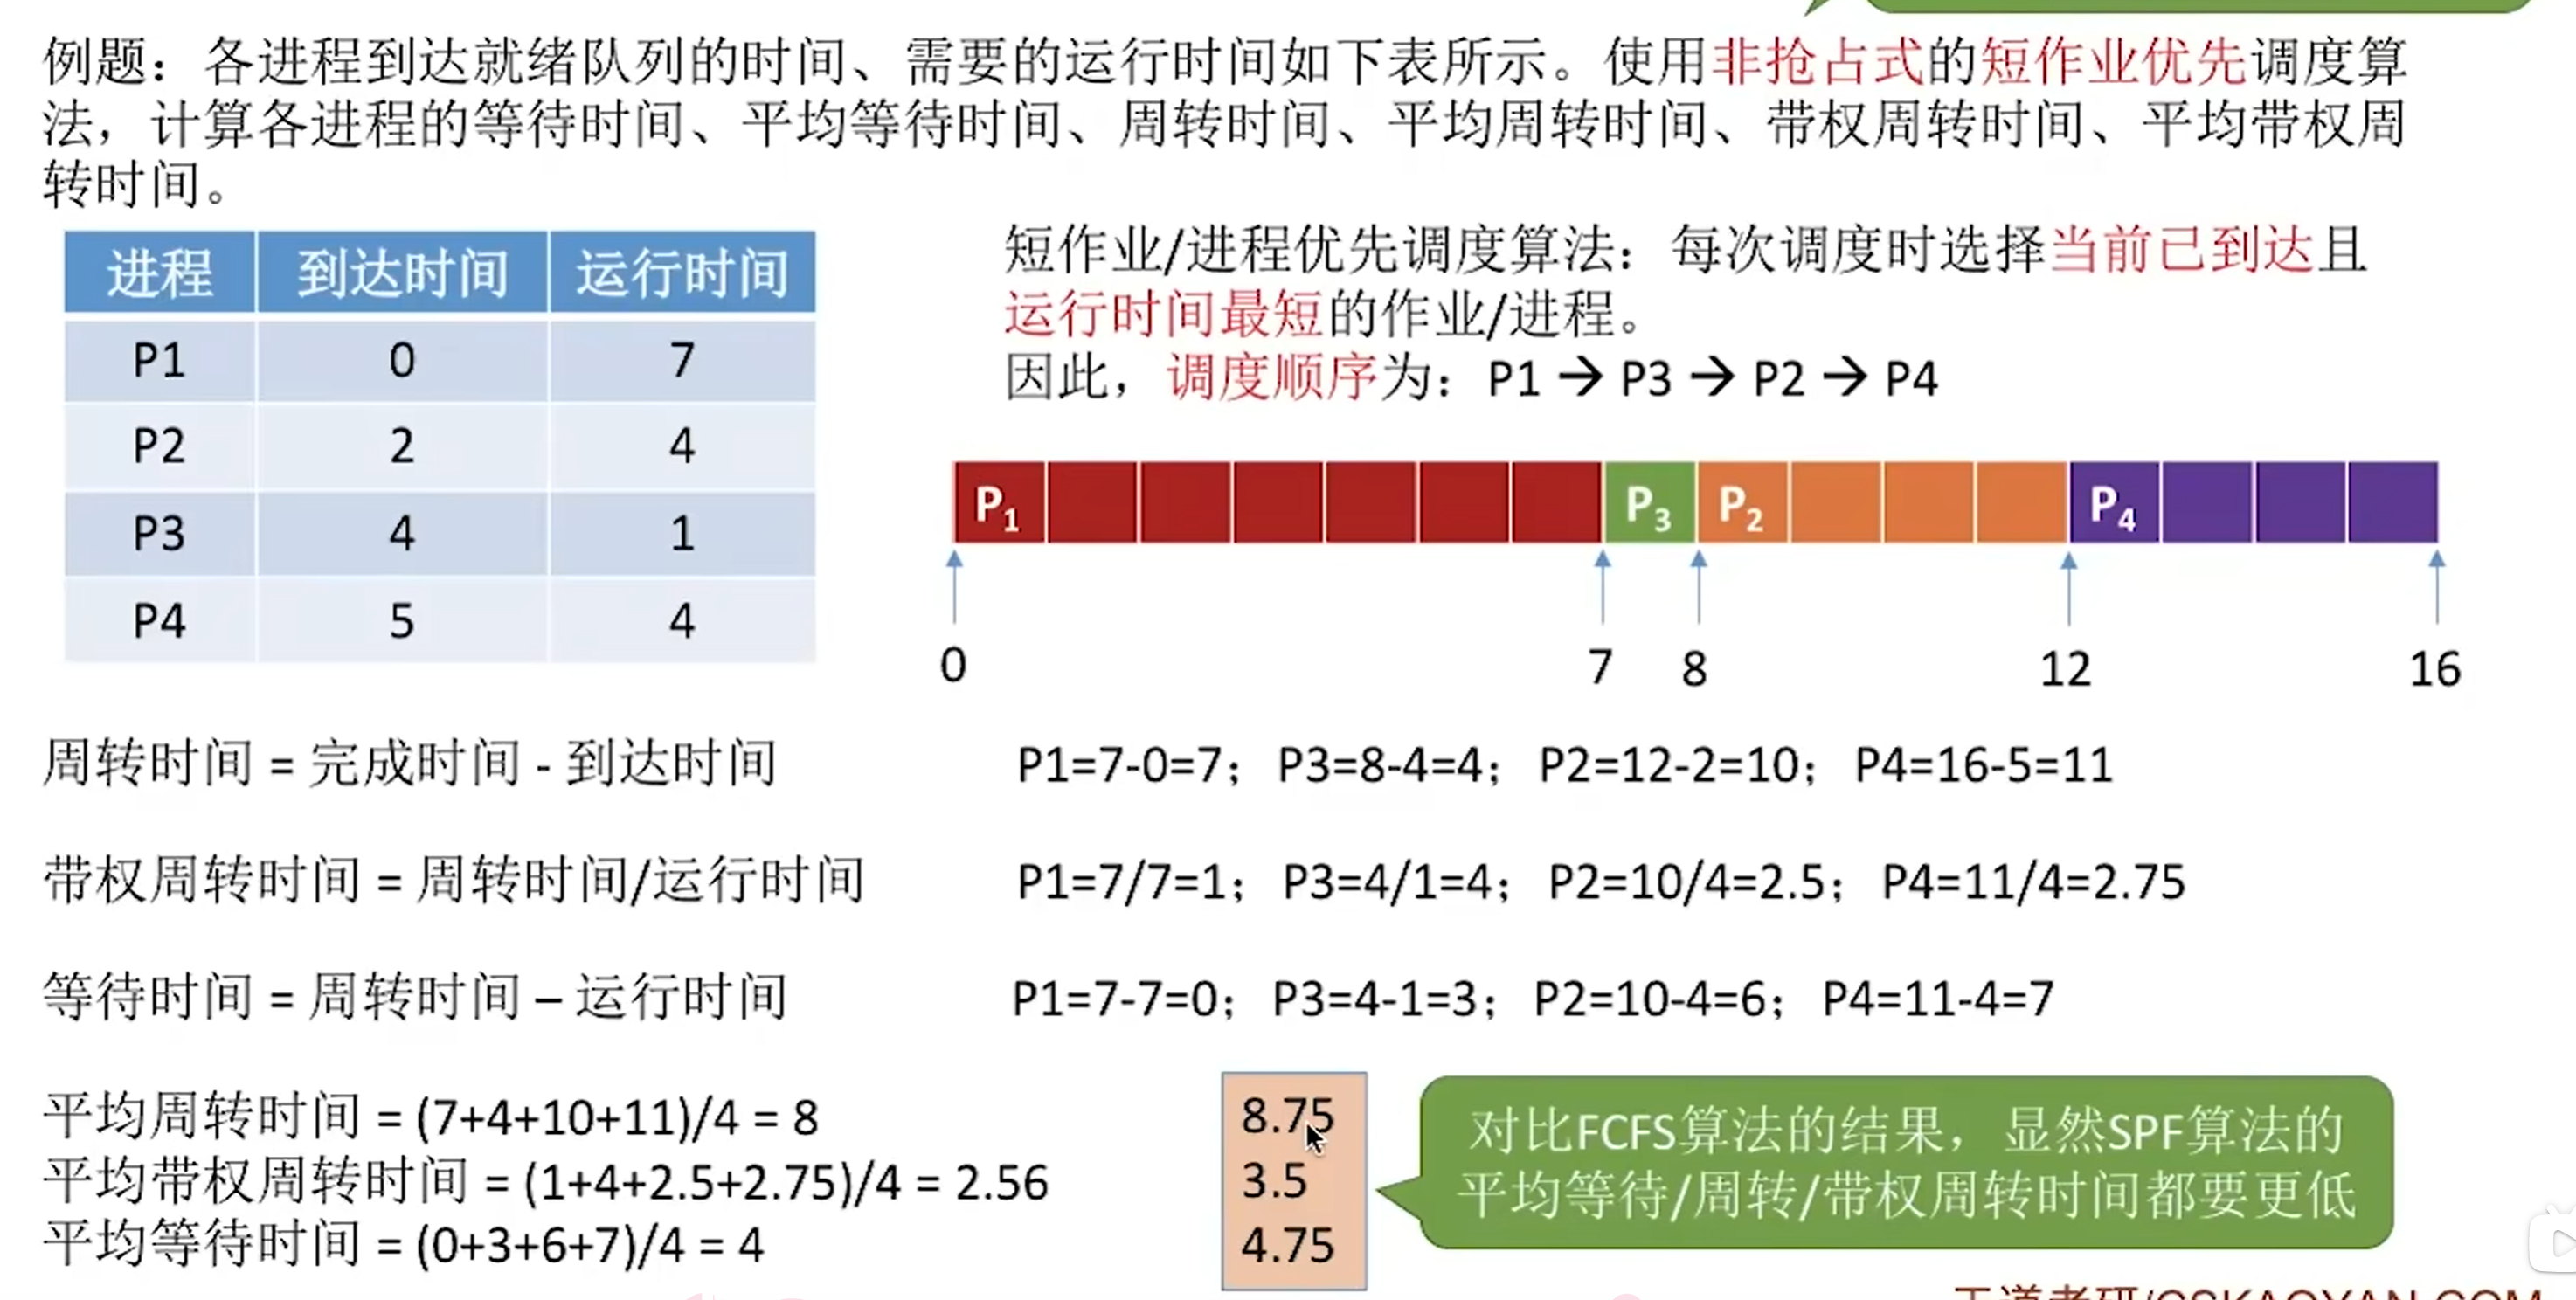 例题：各进程到达就绪队列的时间、需要的运行时间如下表所示。使用非抢占式的短作业优先调度算
法，计算各进程的等待时间、平均等待时间、周转时间、平均周转时间、带权周转时间、平均带权周
转时间。
进程 到达时间 运行时间
P1 0 7
P2 2 4
P3 4 1
P4 5 4
短作业/进程优先调度算法：每次调度时选择当前已到达且
运行时间最短的作业/进程。
因此，调度顺序为：P1 → P3 → P2 → P4
P1 P3 P2 P4
0 7 8 12 16
周转时间 = 完成时间 - 到达时间
P1=7-0=7；P3=8-4=4；P2=12-2=10；P4=16-5=11
带权周转时间 = 周转时间/运行时间
P1=7/7=1；P3=4/1=4；P2=10/4=2.5；P4=11/4=2.75
等待时间 = 周转时间 – 运行时间
P1=7-7=0；P3=4-1=3；P2=10-4=6；P4=11-4=7
平均周转时间 = (7+4+10+11)/4 = 8
平均带权周转时间 = (1+4+2.5+2.75)/4 = 2.56
平均等待时间 = (0+3+6+7)/4 = 4
8.75
3.5
4.75
对比FCFS算法的结果，显然SPF算法的
平均等待/周转/带权周转时间都要更低
王道考研/CSKAOYAN.COM